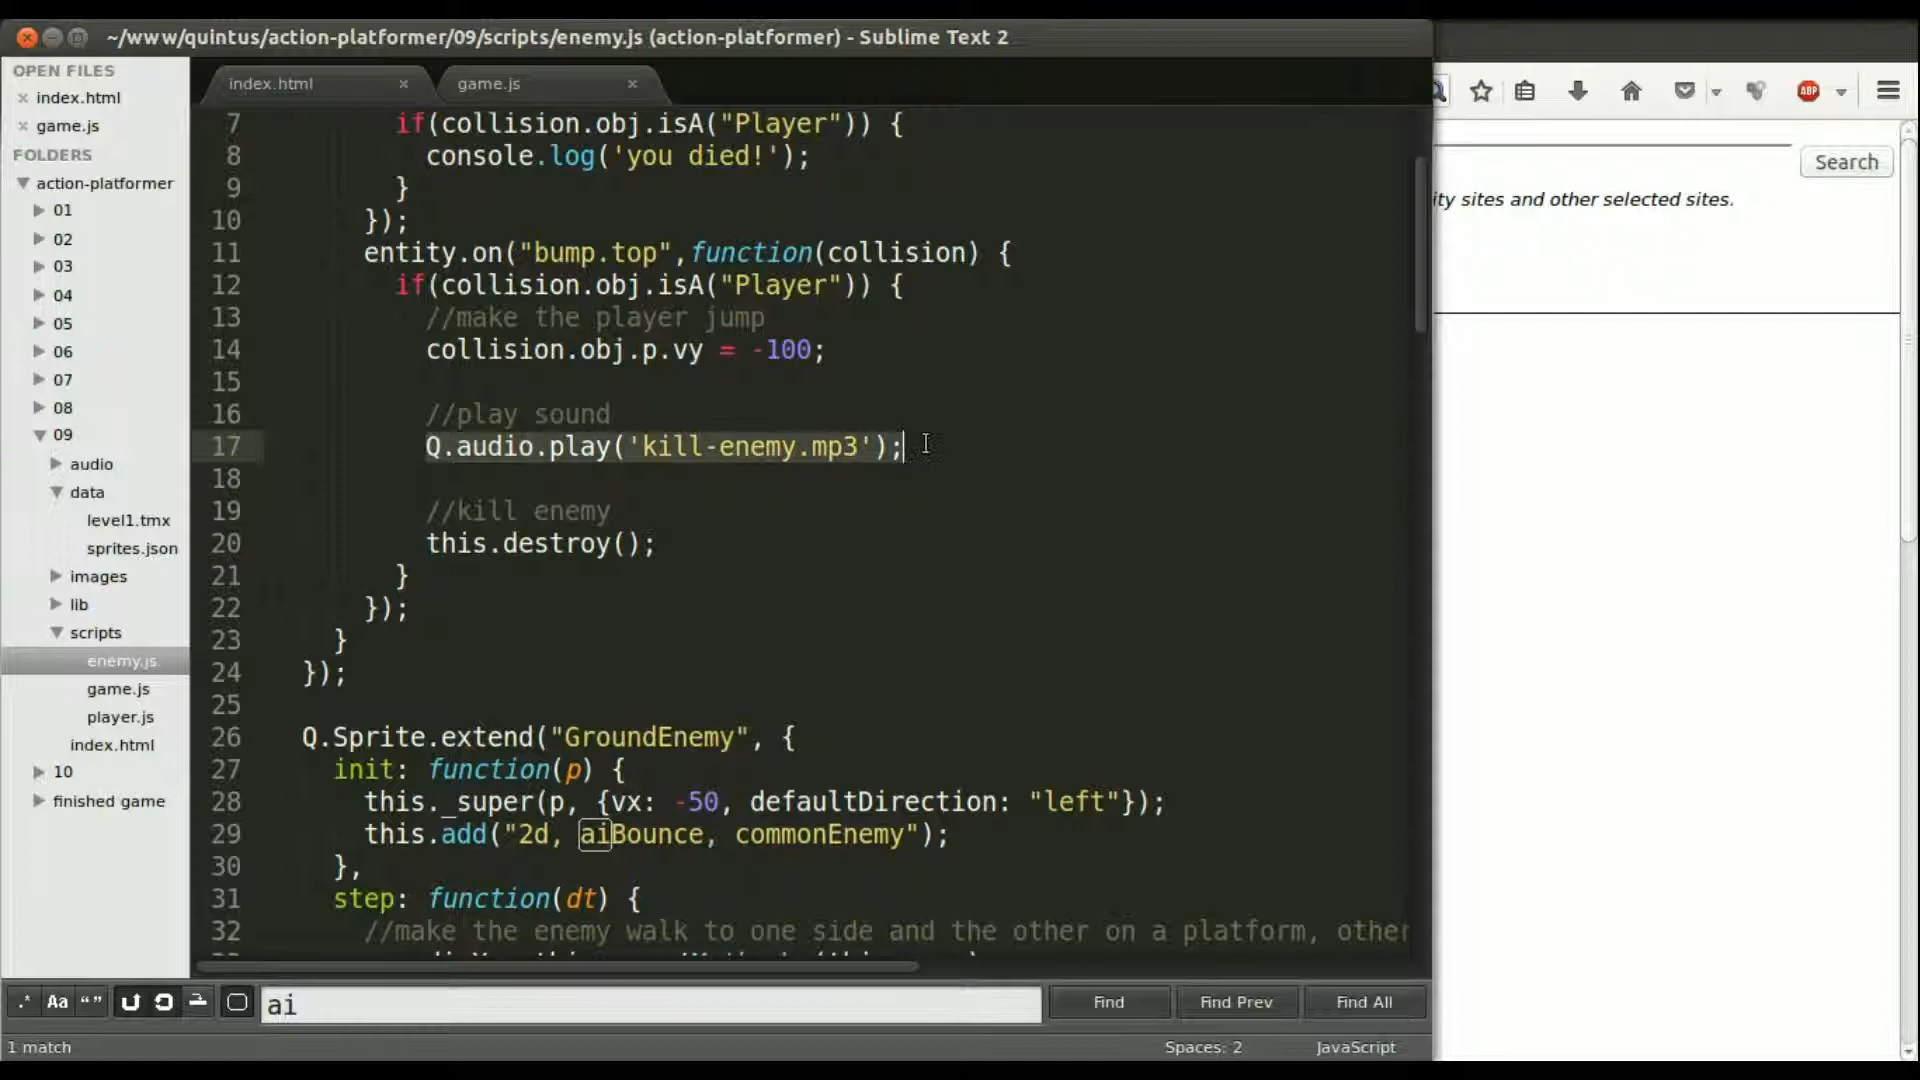 ~/www/quintus/action-platformer/09/scripts/enemy.js (action-platformer) - Sublime Text 2
OPEN FILES
index.html
game.js
FOLDERS
action-platformer
01
02
03
04
05
06
07
08
09
audio
data
level1.tmx
sprites.json
images
lib
scripts
enemy.js
game.js
player.js
index.html
10
finished game
index.html
game.js
7 if(collision.obj.isA("Player")) {
8 console.log('you died!');
9 }
10 });
11 entity.on("bump.top",function(collision) {
12 if(collision.obj.isA("Player")) {
13 //make the player jump
14 collision.obj.p.vy = -100;
15
16 //play sound
17 Q.audio.play('kill-enemy.mp3');
18
19 //kill enemy
20 this.destroy();
21 }
22 });
23 }
24 });
25
26 Q.Sprite.extend("GroundEnemy", {
27 init: function(p) {
28 this._super(p, {vx: -50, defaultDirection: "left"});
29 this.add("2d, aiBounce, commonEnemy");
30 },
31 step: function(dt) {
32 //make the enemy walk to one side and the other on a platform, other
.* Aa “”
ai
Find
Find Prev
Find All
1 match
Spaces: 2
JavaScript
ABP
Search
ity sites and other selected sites.